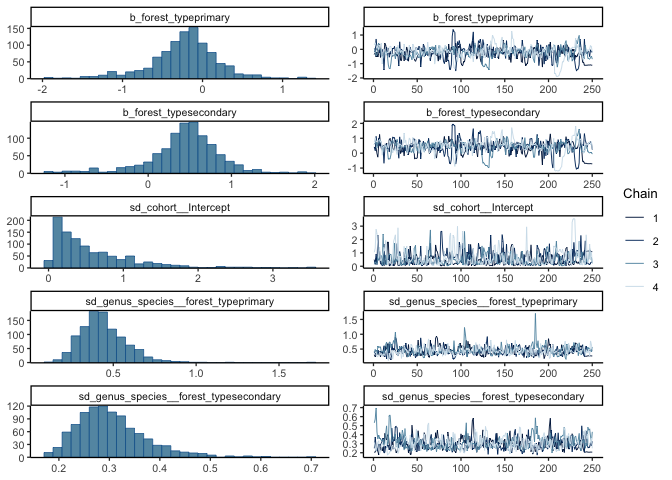 b_forest_typeprimary
150
100
50
0
-2 -1 0 1
b_forest_typeprimary
1
0
-1
-2
0 50 100 150 200 250
b_forest_typesecondary
100
50
0
-1 0 1 2
b_forest_typesecondary
2
1
0
-1
0 50 100 150 200 250
sd_cohort__Intercept
200
150
100
50
0
0 1 2 3
sd_cohort__Intercept
3
2
1
0
0 50 100 150 200 250
sd_genus_species__forest_typeprimary
150
100
50
0
0.5 1.0 1.5
sd_genus_species__forest_typeprimary
1.5
1.0
0.5
0 50 100 150 200 250
sd_genus_species__forest_typesecondary
120
90
60
30
0
0.2 0.3 0.4 0.5 0.6 0.7
sd_genus_species__forest_typesecondary
0.7
0.6
0.5
0.4
0.3
0.2
0 50 100 150 200 250
Chain
1
2
3
4